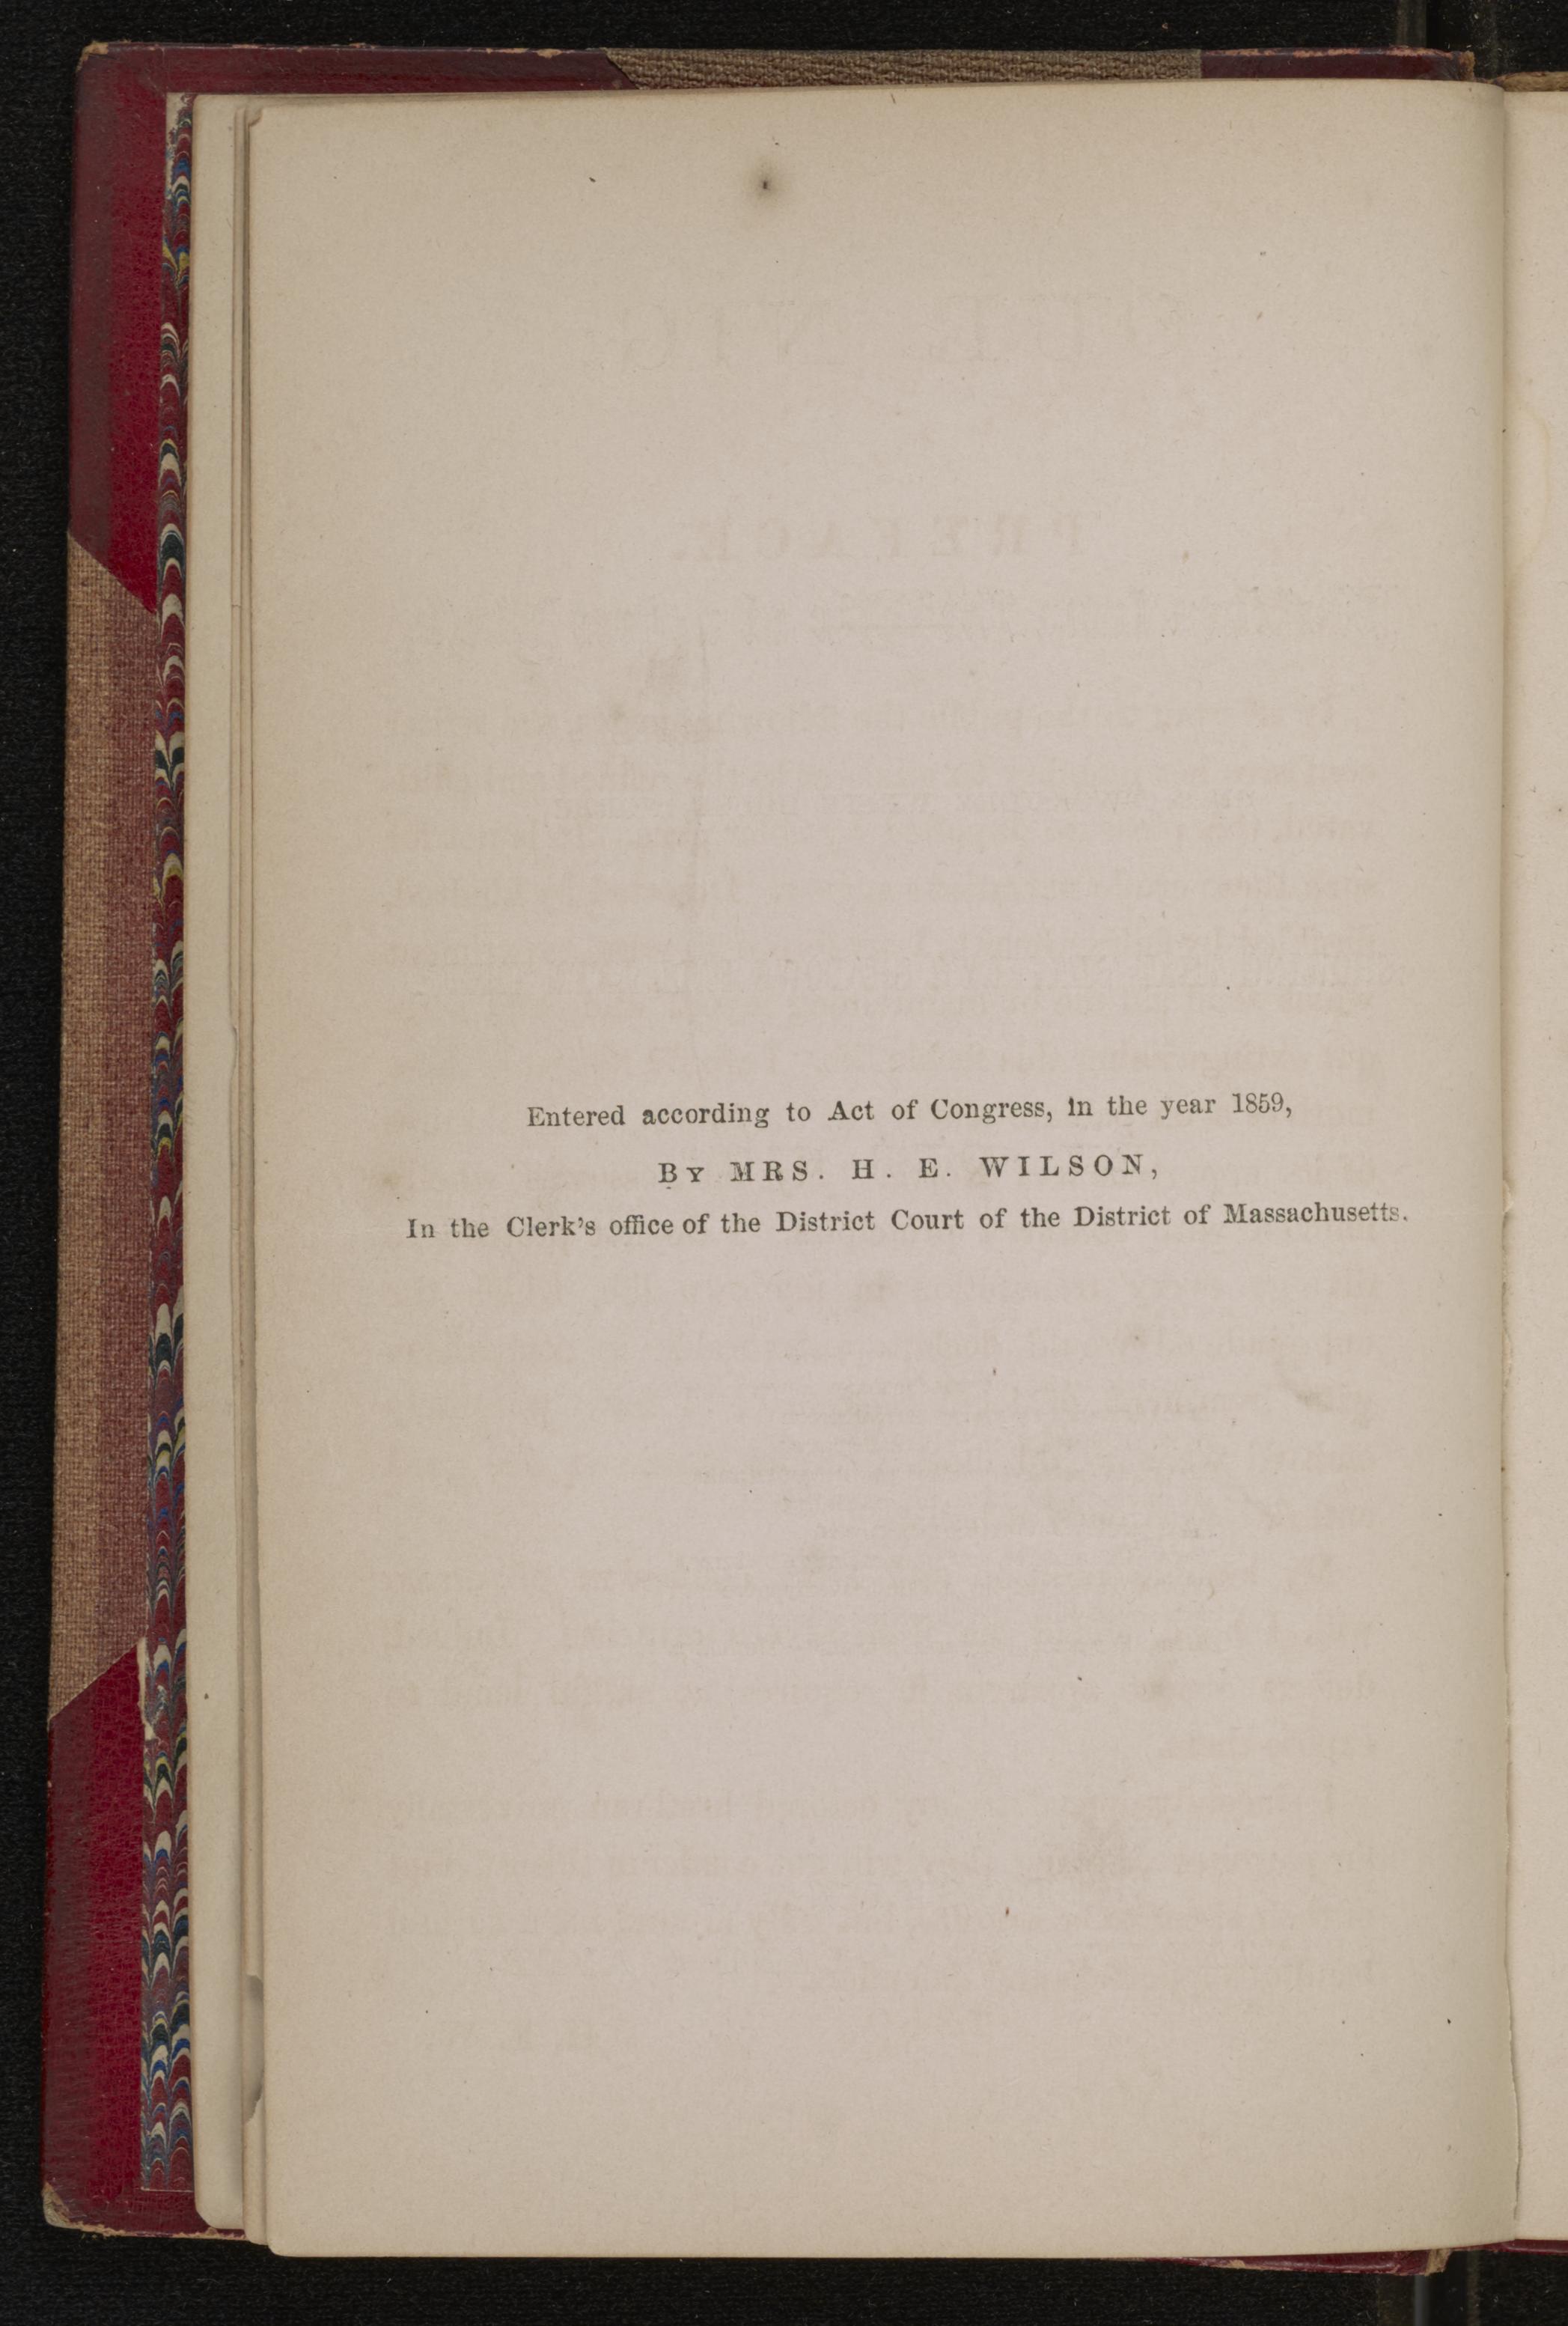 Entered according to Act of Congress, in the year 1859,
BY MRS. H. E. WILSON,
In the Clerk's office of the District Court of the District of Massachusetts.